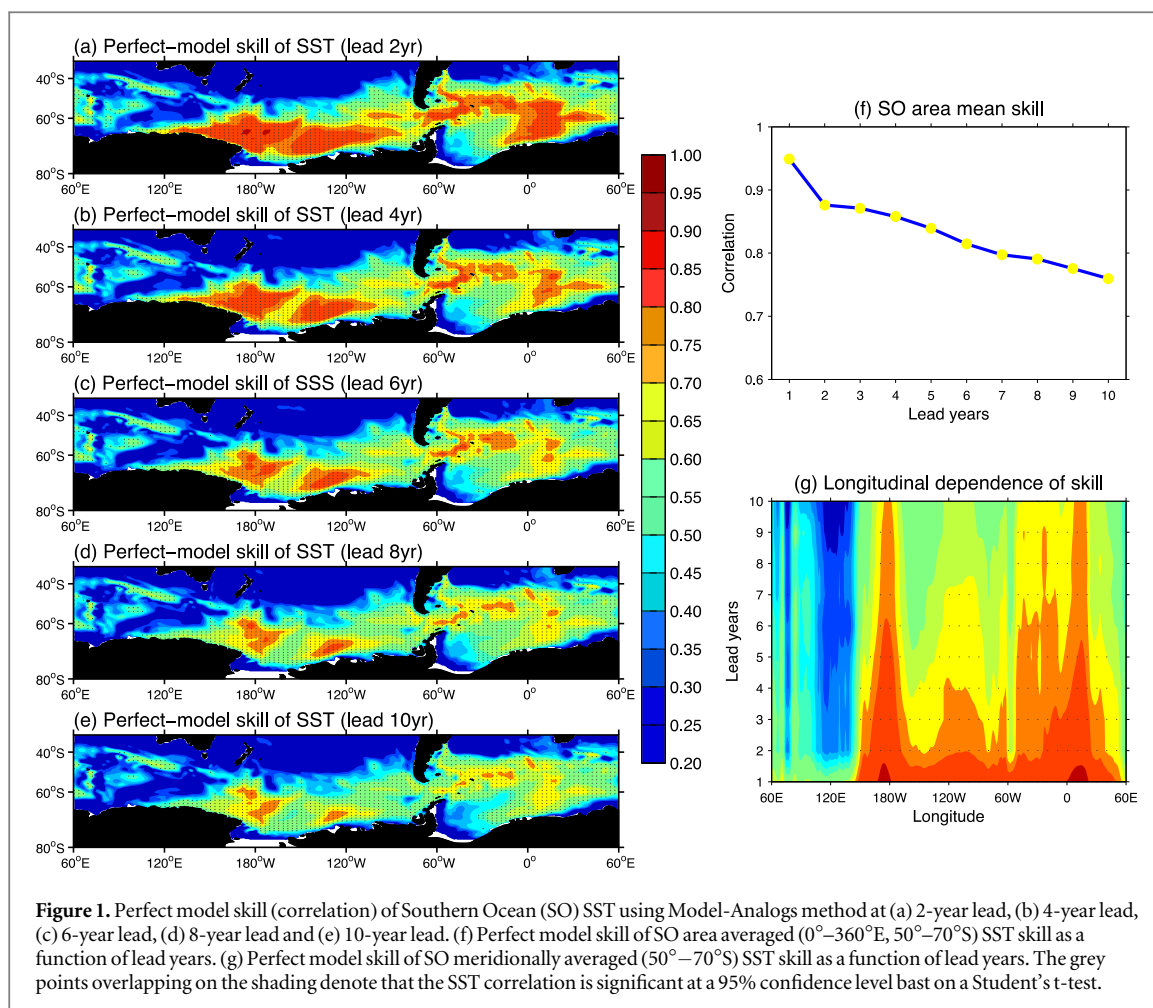 (a) Perfect−model skill of SST (lead 2yr)
40°S
60°S
80°S
60°E 120°E 180°W 120°W 60°W 0° 60°E
(b) Perfect−model skill of SST (lead 4yr)
40°S
60°S
80°S
60°E 120°E 180°W 120°W 60°W 0° 60°E
(c) Perfect−model skill of SSS (lead 6yr)
40°S
60°S
80°S
60°E 120°E 180°W 120°W 60°W 0° 60°E
(d) Perfect−model skill of SST (lead 8yr)
40°S
60°S
80°S
60°E 120°E 180°W 120°W 60°W 0° 60°E
(e) Perfect−model skill of SST (lead 10yr)
40°S
60°S
80°S
60°E 120°E 180°W 120°W 60°W 0° 60°E
1.00
0.95
0.90
0.85
0.80
0.75
0.70
0.65
0.60
0.55
0.50
0.45
0.40
0.35
0.30
0.25
0.20
(f) SO area mean skill
1
0.9
0.8
0.7
0.6
Correlation
1 2 3 4 5 6 7 8 9 10
Lead years
(g) Longitudinal dependence of skill
10
9
8
7
6
5
4
3
2
1
Lead years
60E 120E 180W 120W 60W 0 60E
Longitude
Figure 1. Perfect model skill (correlation) of Southern Ocean (SO) SST using Model-Analogs method at (a) 2-year lead, (b) 4-year lead,
(c) 6-year lead, (d) 8-year lead and (e) 10-year lead. (f) Perfect model skill of SO area averaged (0°–360°E, 50°–70°S) SST skill as a
function of lead years. (g) Perfect model skill of SO meridionally averaged (50°−70°S) SST skill as a function of lead years. The grey
points overlapping on the shading denote that the SST correlation is significant at a 95% confidence level bast on a Student's t-test.